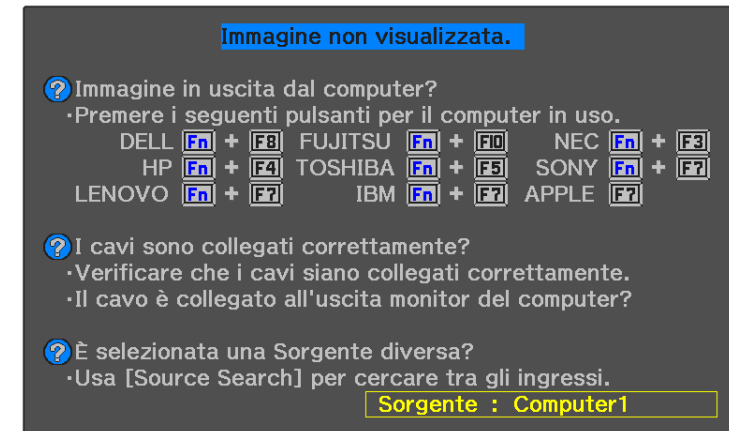 Immagine non visualizzata.
Immagine in uscita dal computer?
·Premere i seguenti pulsanti per il computer in uso.
DELL Fn + F8 FUJITSU Fn + F10 NEC Fn + F3
HP Fn + F4 TOSHIBA Fn + F5 SONY Fn + F7
LENOVO Fn + F7 IBM Fn + F7 APPLE F7
I cavi sono collegati correttamente?
·Verificare che i cavi siano collegati correttamente.
·Il cavo è collegato all'uscita monitor del computer?
È selezionata una Sorgente diversa?
·Usa [Source Search] per cercare tra gli ingressi.
Sorgente : Computer1